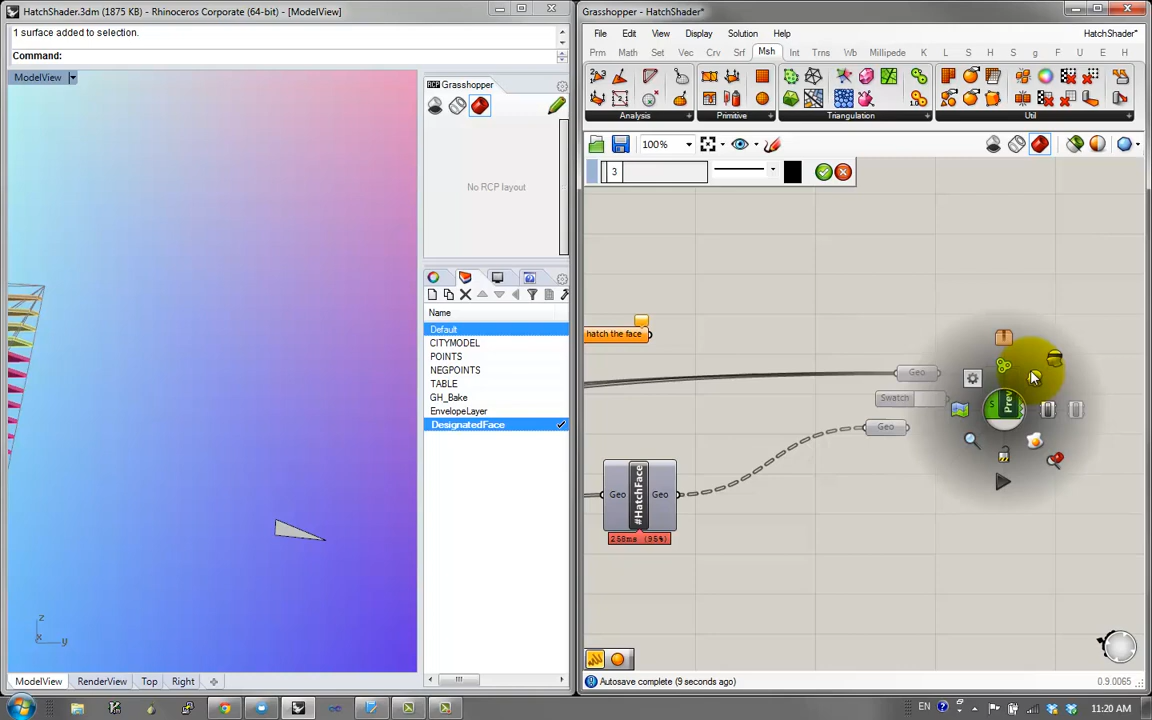 HatchShader.3dm (1875 KB) - Rhinoceros Corporate (64-bit) - [ModelView]
1 surface added to selection.
Command:
ModelView
Grasshopper
No RCP layout
Name
Default
CITYMODEL
POINTS
NEGPOINTS
TABLE
GH_Bake
EnvelopeLayer
DesignatedFace
z
x
y
ModelView
RenderView
Top
Right
Grasshopper - HatchShader*
File
Edit
View
Display
Solution
Help
HatchShader*
Prm
Math
Set
Vec
Crv
Srf
Msh
Int
Trns
Wb
Millipede
K
L
S
H
S
g
F
M
U
E
H
Analysis
Primitive
Triangulation
Util
100%
3
hatch the face
Geo
Swatch
Geo
S
Prev
Geo
#HatchFace
Geo
258ms (95%)
Autosave complete (9 seconds ago)
0.9.0065
EN
11:20 AM